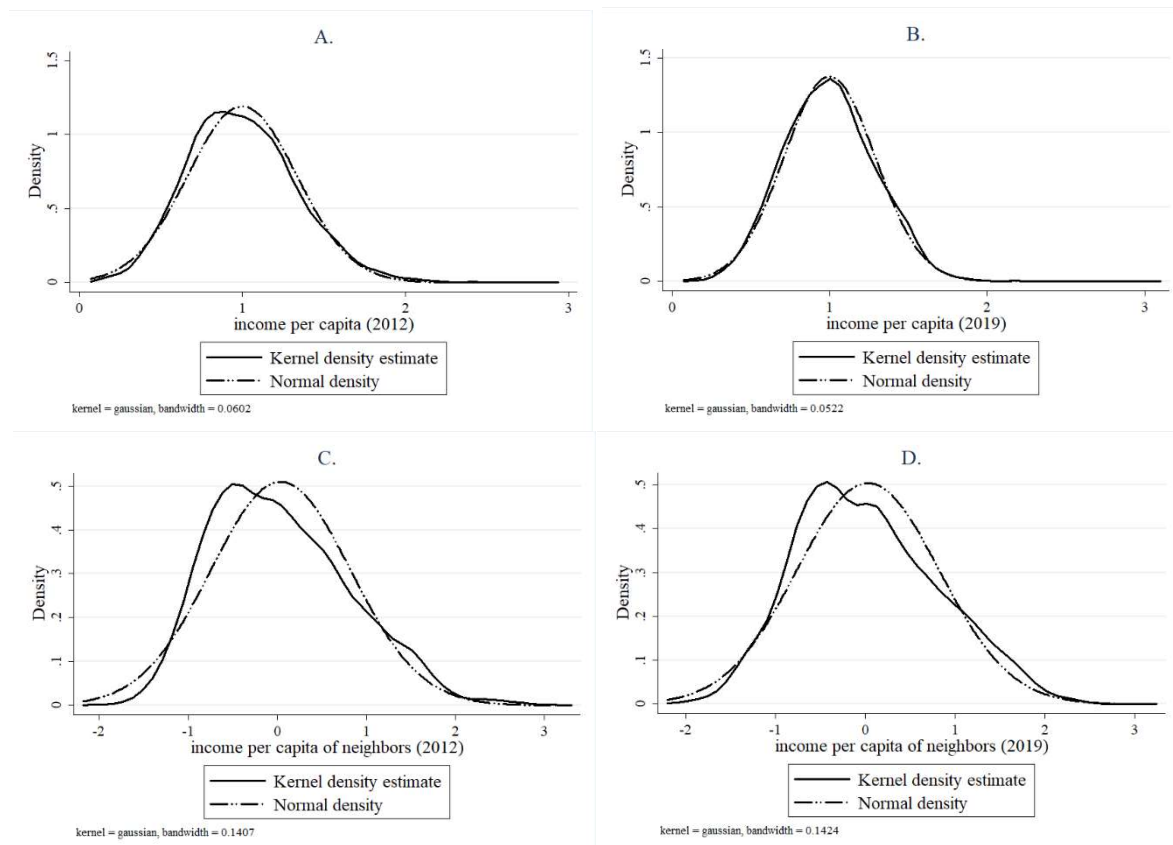 A.
1.5
1
.5
0
Density
0 1 2 3
income per capita (2012)
Kernel density estimate
Normal density
kernel = gaussian, bandwidth = 0.0602
B.
1.5
1
.5
0
Density
0 1 2 3
income per capita (2019)
Kernel density estimate
Normal density
kernel = gaussian, bandwidth = 0.0522
C.
.5
.4
.3
.2
.1
0
Density
-2 -1 0 1 2 3
income per capita of neighbors (2012)
Kernel density estimate
Normal density
kernel = gaussian, bandwidth = 0.1407
D.
.5
.4
.3
.2
.1
0
Density
-2 -1 0 1 2 3
income per capita of neighbors (2019)
Kernel density estimate
Normal density
kernel = gaussian, bandwidth = 0.1424